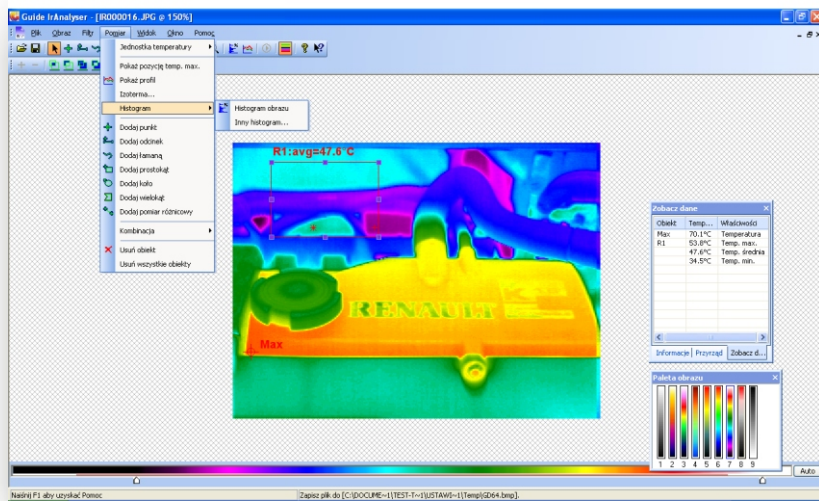 Guide IrAnalyser - [IR000016.JPG @ 150%]
Plik Obraz Filtr Pomiar Widok Okno Pomoc
Jednostka temperatury
Pokaż pozycję temp. max.
Pokaż profil
Izoterma...
Histogram
Histogram obrazu
Inny histogram...
Dodaj punkt
Dodaj odcinek
Dodaj łamaną
Dodaj prostokąt
Dodaj koło
Dodaj wielokąt
Dodaj pomiar różnicowy
Kombinacja
Usuń obiekt
Usuń wszystkie obiekty
R1:avg=47.6°C
RENAULT
Max
Zobacz dane
Obiekt Temp... Właściwości
Max 70.1°C Temperatura
R1 53.8°C Temp. max.
47.6°C Temp. średnia
34.5°C Temp. min.
Informacje Przyrząd Zobacz d...
Paleta obrazu
1 2 3 4 5 6 7 8 9
Auto
Naciśnij F1 aby uzyskać Pomoc
Zapisz plik do [C:\DOCUME~1\TEST-T~1\USTAWI~1\Temp\GD64.bmp].